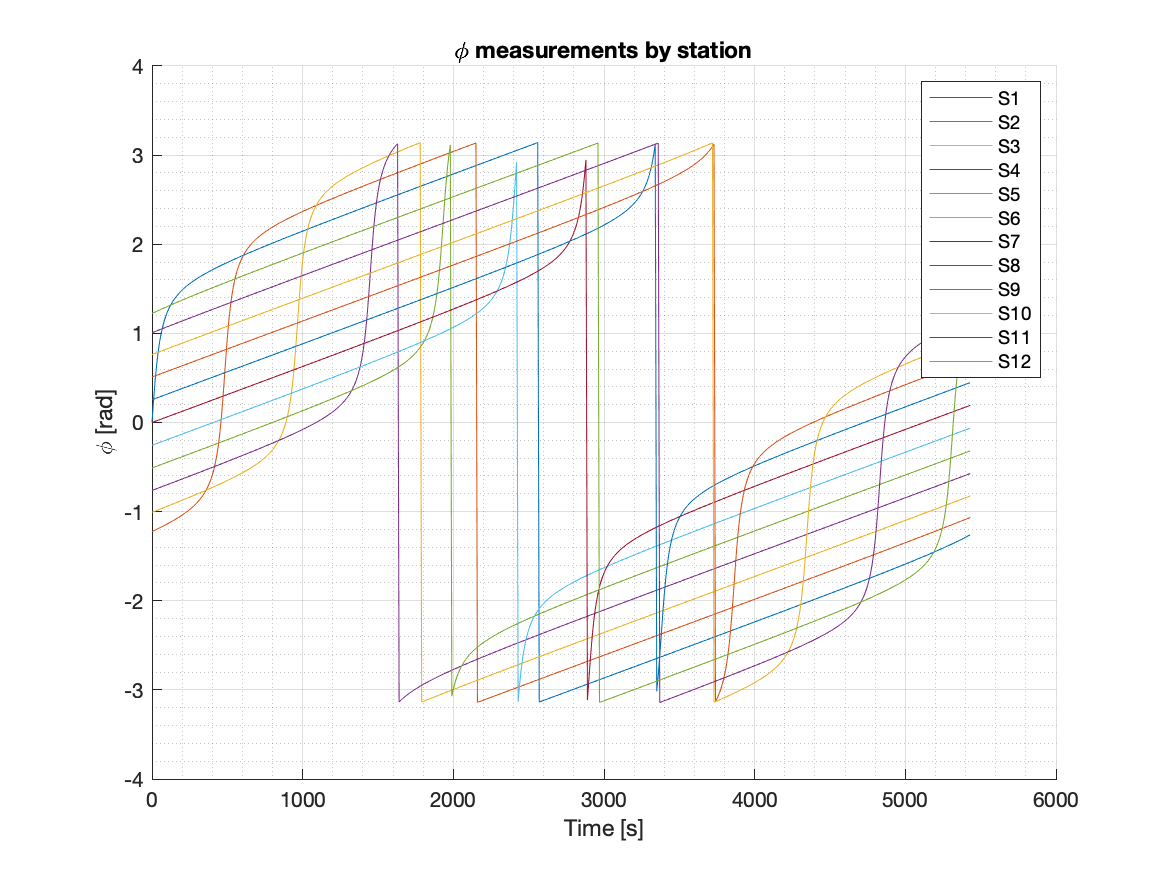 ϕ measurements by station
4
3
2
1
0
-1
-2
-3
-4
ϕ [rad]
0 1000 2000 3000 4000 5000 6000
Time [s]
S1
S2
S3
S4
S5
S6
S7
S8
S9
S10
S11
S12